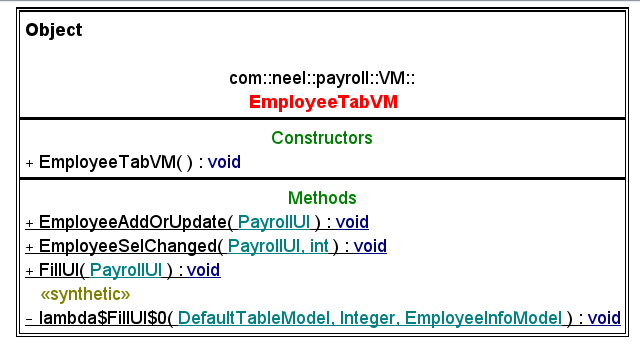 Object
com::neel::payroll::VM::
EmployeeTabVM
Constructors
+ EmployeeTabVM( ) : void
Methods
+ EmployeeAddOrUpdate( PayrollUI ) : void
+ EmployeeSelChanged( PayrollUI, int ) : void
+ FillUI( PayrollUI ) : void
«synthetic»
- lambda$FillUI$0( DefaultTableModel, Integer, EmployeeInfoModel ) : void